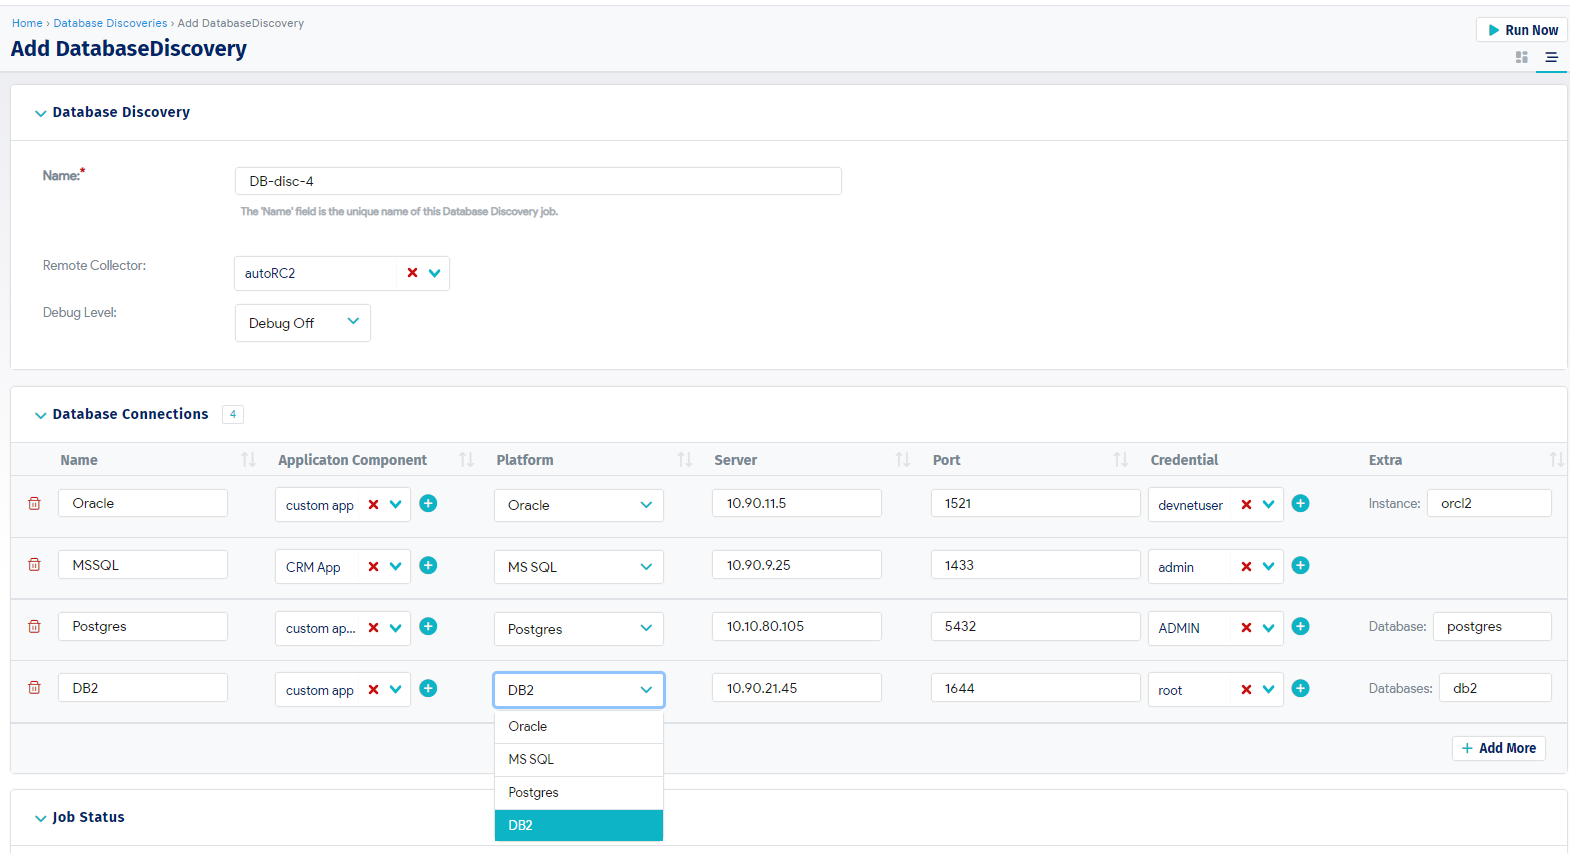 Home › Database Discoveries › Add DatabaseDiscovery
Add DatabaseDiscovery
Run Now
Database Discovery
Name:*
DB-disc-4
The 'Name' field is the unique name of this Database Discovery job.
Remote Collector:
autoRC2
Debug Level:
Debug Off
Database Connections 4
Name Applicaton Component Platform Server Port Credential Extra
Oracle custom app Oracle 10.90.11.5 1521 devnetuser Instance: orcl2
MSSQL CRM App MS SQL 10.90.9.25 1433 admin
Postgres custom ap... Postgres 10.10.80.105 5432 ADMIN Database: postgres
DB2 custom app DB2 10.90.21.45 1644 root Databases: db2
Oracle
MS SQL
Add More
Postgres
Job Status
DB2